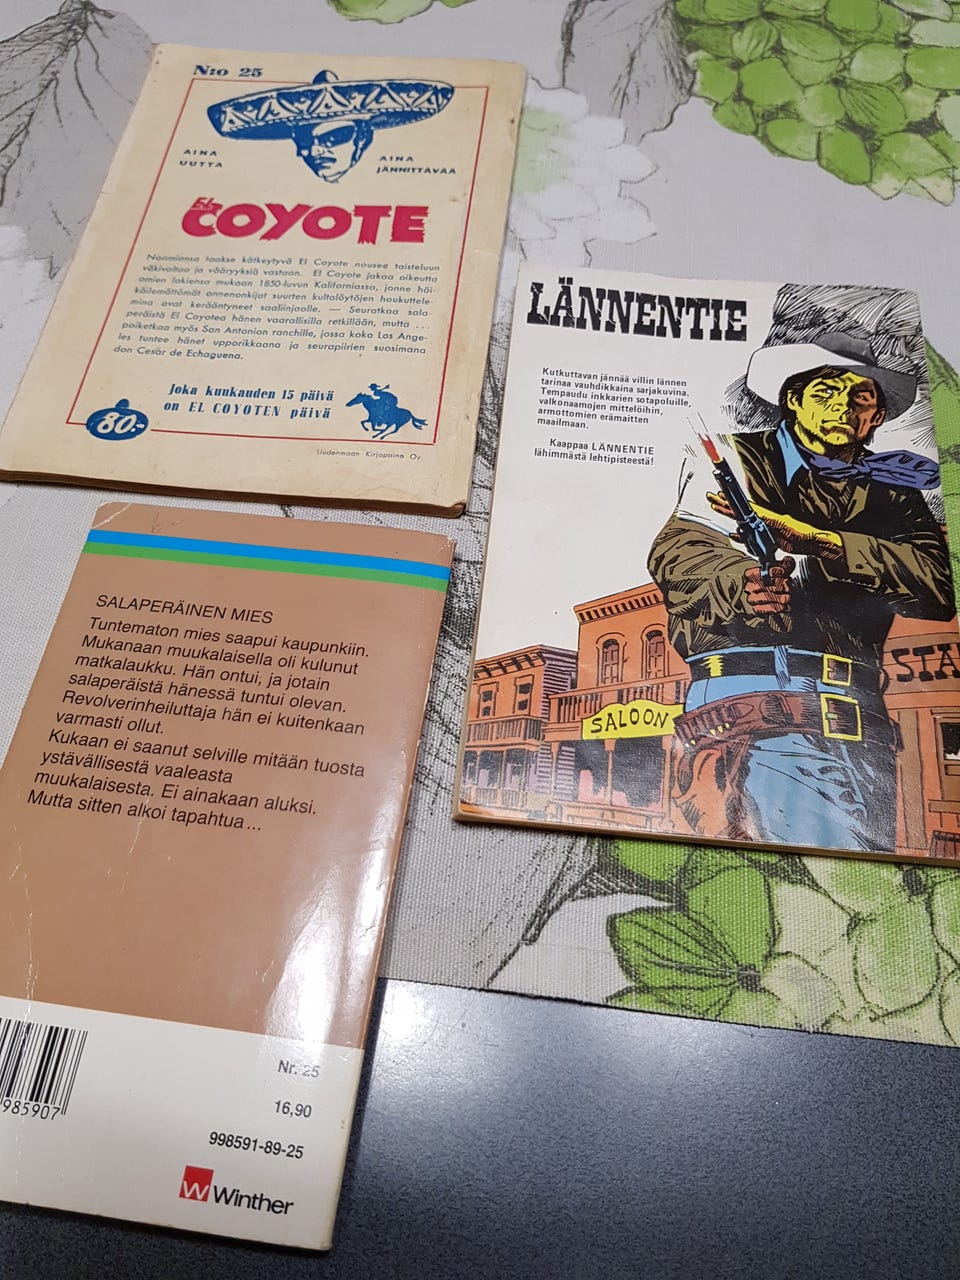 N:o 25
AINA
UUTTA
AINA
JÄNNITTÄVÄÄ
EL
COYOTE
Naamionsa taakse kätkeytyvä El Coyote nousee taisteluun
väkivaltaa ja vääryyksiä vastaan. El Coyote jakaa oikeutta
omien lakiensa mukaan 1850-luvun Kaliforniassa, jonne häi-
käilemättömät onnenonkijat suurten kultalöytöjen houkuttele-
mina ovat kerääntyneet saaliinjaolle. — Seuratkaa sala-
peräistä El Coyotea hänen vaarallisilla retkillään, mutta ...
poiketkaa myös San Antonion ranchille, jossa koko Los Ange-
les tuntee hänet upporikkaana ja seurapiirien suosimana
don César de Echaguena.
Joka kuukauden 15 päivä
on EL COYOTEN päivä
80:-
Uudenmaan Kirjapaino Oy.
LÄNNENTIE
Kutkuttavan jännää villin lännen
tarinaa vauhdikkaina sarjakuvina.
Tempaudu inkkarien sotapoluille,
valkonaamojen mittelöihin,
armottomien erämaitten
maailmaan.
Kaappaa LÄNNENTIE
lähimmästä lehtipisteestä!
SALOON
STA
SALAPERÄINEN MIES
Tuntematon mies saapui kaupunkiin.
Mukanaan muukalaisella oli kulunut
matkalaukku. Hän ontui, ja jotain
salaperäistä hänessä tuntui olevan.
Revolverinheiluttaja hän ei kuitenkaan
varmasti ollut.
Kukaan ei saanut selville mitään tuosta
ystävällisestä vaaleasta
muukalaisesta. Ei ainakaan aluksi.
Mutta sitten alkoi tapahtua ...
985907
Nr. 25
16,90
998591-89-25
W Winther